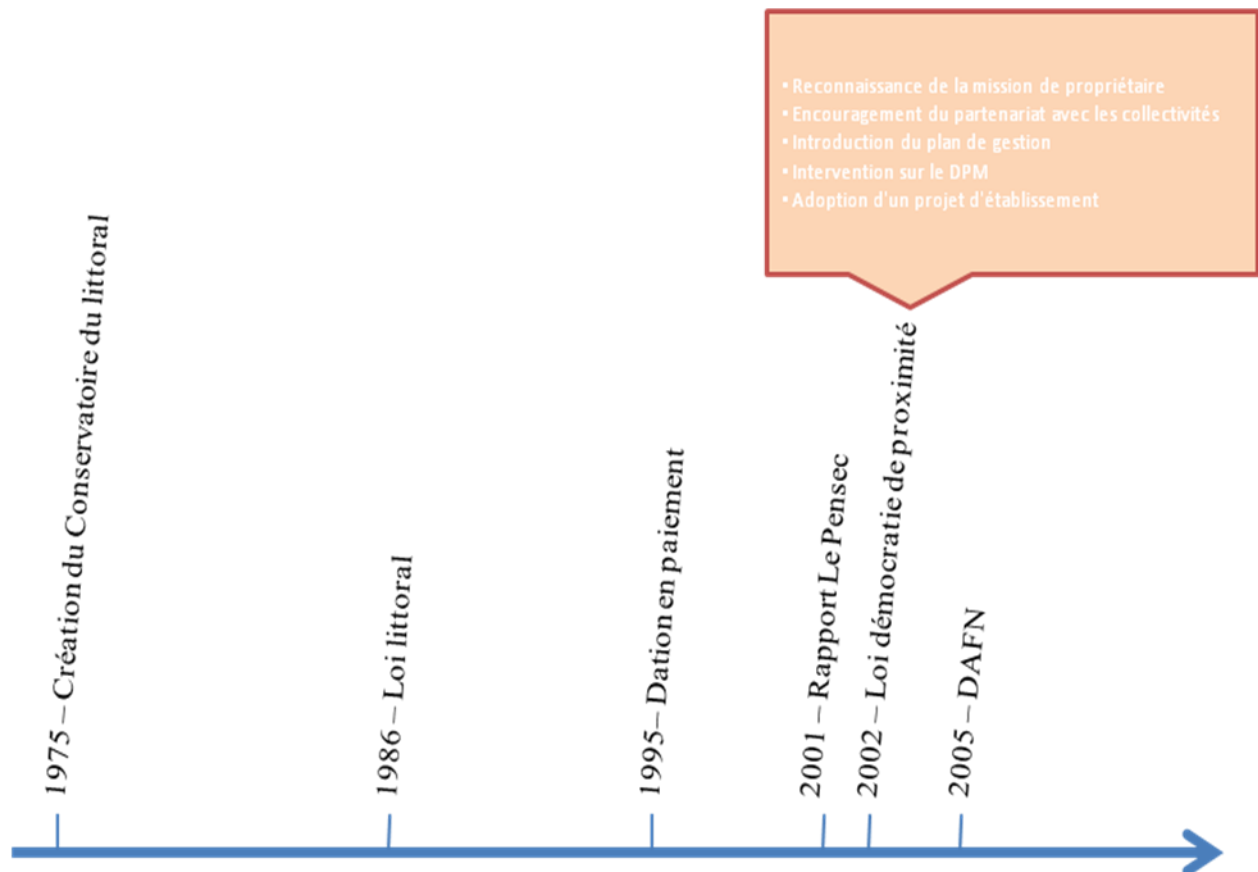 • Reconnaissance de la mission de propriétaire
• Encouragement du partenariat avec les collectivités
• Introduction du plan de gestion
• Intervention sur le DPM
• Adoption d'un projet d'établissement
1975 – Création du Conservatoire du littoral
1986 – Loi littoral
1995– Dation en paiement
2001 – Rapport Le Pensec
2002 – Loi démocratie de proximité
2005 – DAFN